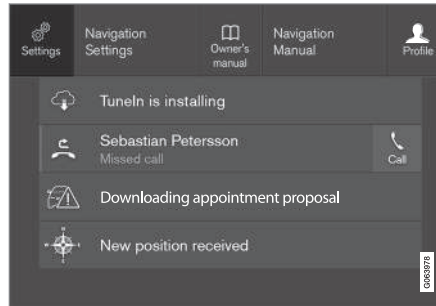 Settings
Navigation
Settings
Owner's
manual
Navigation
Manual
Profile
TuneIn is installing
Sebastian Petersson
Missed call
Call
Downloading appointment proposal
New position received
G063978